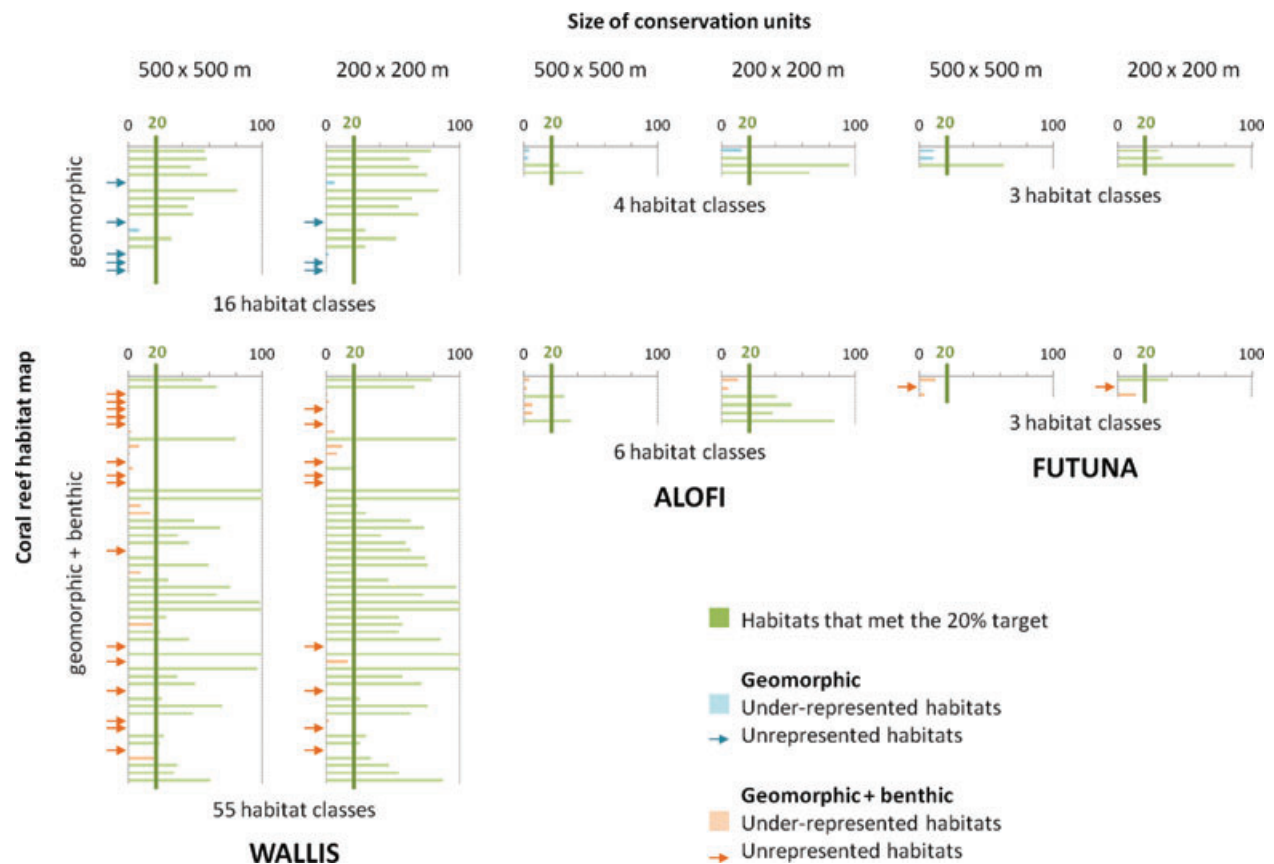 Size of conservation units
500 x 500 m 200 x 200 m 500 x 500 m 200 x 200 m 500 x 500 m 200 x 200 m
0 20 100 0 20 100 0 20 100 0 20 100 0 20 100 0 20 100
geomorphic
16 habitat classes
4 habitat classes
3 habitat classes
Coral reef habitat map
0 20 100 0 20 100 0 20 100 0 20 100 0 20 100 0 20 100
geomorphic + benthic
55 habitat classes
WALLIS
6 habitat classes
ALOFI
3 habitat classes
FUTUNA
Habitats that met the 20% target
Geomorphic
Under-represented habitats
Unrepresented habitats
Geomorphic + benthic
Under-represented habitats
Unrepresented habitats